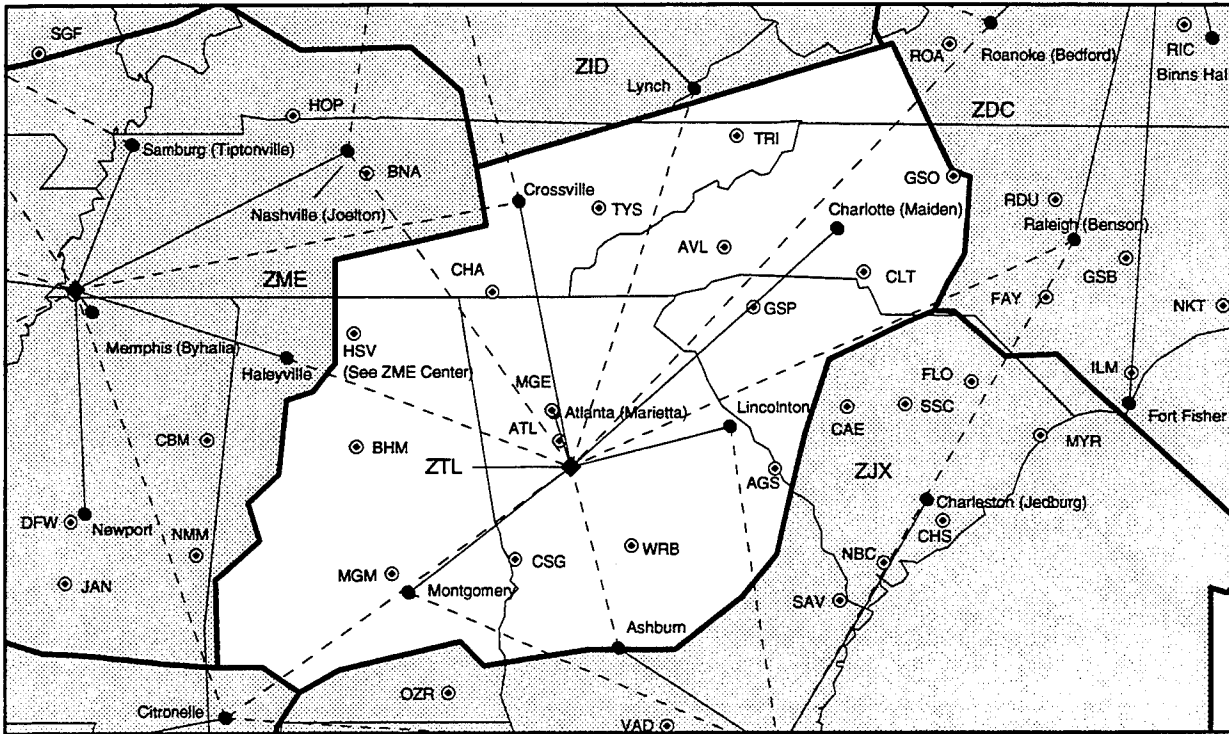 SGF
HOP
ZID
Lynch
ROA
Roanoke (Bedford)
RIC
Binns Hal
ZDC
Samburg (Tiptonville)
BNA
Nashville (Joelton)
TRI
Crossville
TYS
GSO
Charlotte (Maiden)
RDU
Raleigh (Benson)
AVL
GSB
ZME
CHA
CLT
FAY
NKT
GSP
Memphis (Byhalia)
HSV
(See ZME Center)
Haleyville
MGE
Atlanta (Marietta)
ATL
Lincolnton
FLO
ILM
SSC
CAE
Fort Fisher
CBM
BHM
ZTL
AGS
ZJX
MYR
DFW
Newport
NMM
Charleston (Jedburg)
CHS
JAN
MGM
Montgomery
CSG
WRB
NBC
SAV
Ashburn
OZR
Citronelle
VAD